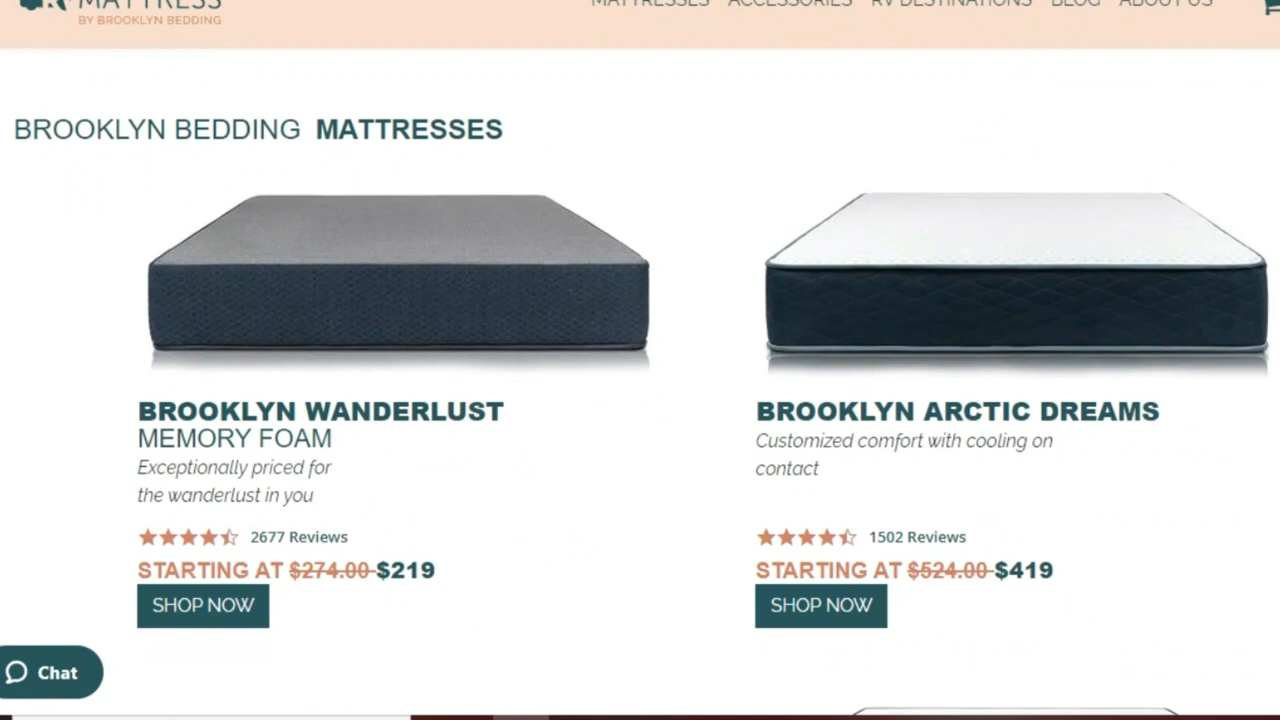 MATTRESS
BY BROOKLYN BEDDING
MATTRESSES ACCESSORIES RV DESTINATIONS BLOG ABOUT US
BROOKLYN BEDDING MATTRESSES
BROOKLYN WANDERLUST
MEMORY FOAM
Exceptionally priced for
the wanderlust in you
2677 Reviews
STARTING AT $274.00 $219
SHOP NOW
BROOKLYN ARCTIC DREAMS
Customized comfort with cooling on
contact
1502 Reviews
STARTING AT $524.00 $419
SHOP NOW
Chat